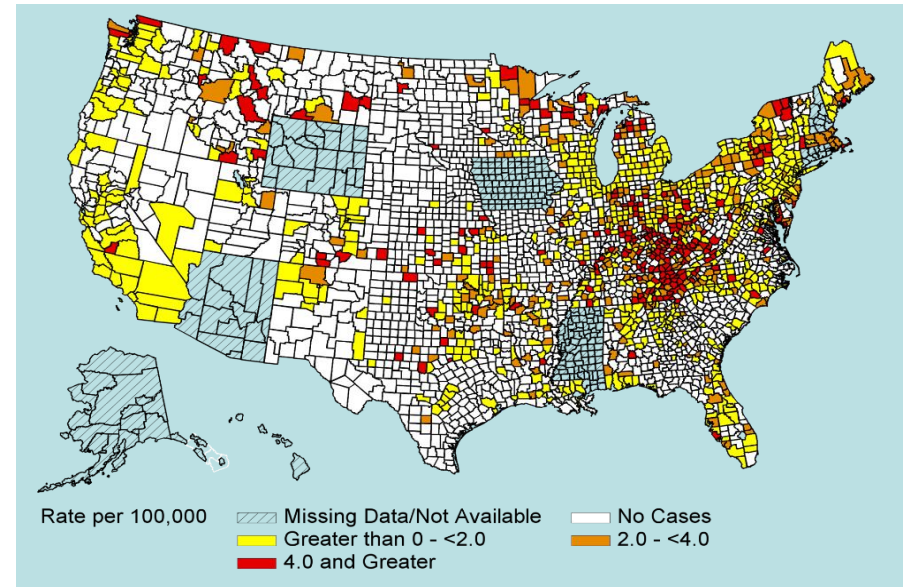 Rate per 100,000 Missing Data/Not Available No Cases
Greater than 0 - <2.0 2.0 - <4.0
4.0 and Greater